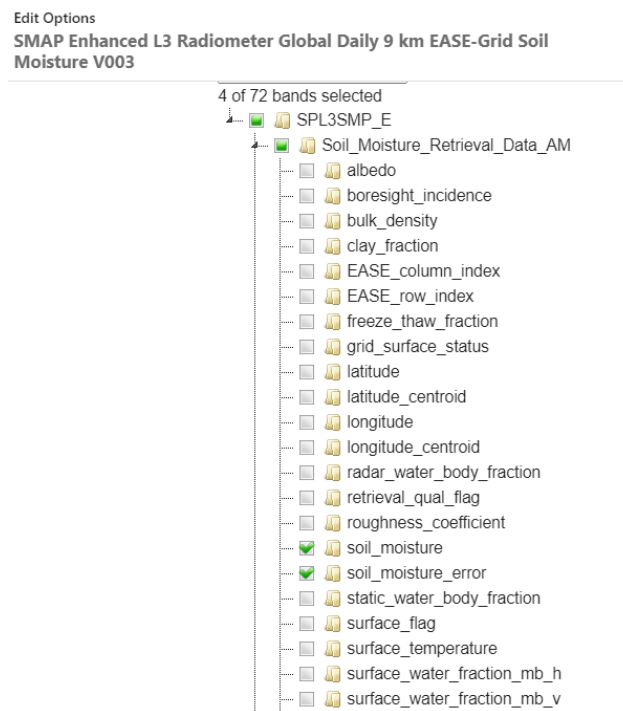 Edit Options
SMAP Enhanced L3 Radiometer Global Daily 9 km EASE-Grid Soil
Moisture V003
4 of 72 bands selected
SPL3SMP_E
Soil_Moisture_Retrieval_Data_AM
albedo
boresight_incidence
bulk_density
clay_fraction
EASE_column_index
EASE_row_index
freeze_thaw_fraction
grid_surface_status
latitude
latitude_centroid
longitude
longitude_centroid
radar_water_body_fraction
retrieval_qual_flag
roughness_coefficient
soil_moisture
soil_moisture_error
static_water_body_fraction
surface_flag
surface_temperature
surface_water_fraction_mb_h
surface_water_fraction_mb_v